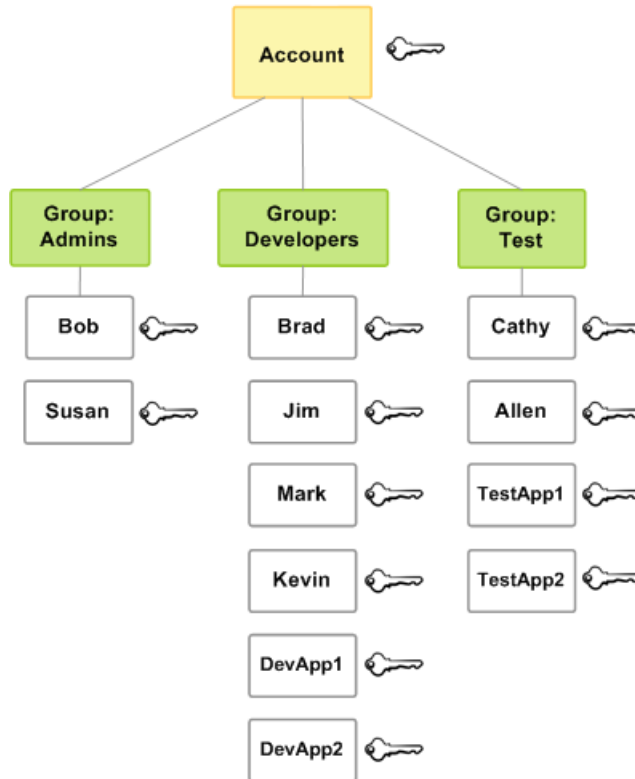 Account
Group:
Admins
Group:
Developers
Group:
Test
Bob
Brad
Cathy
Susan
Jim
Allen
Mark
TestApp1
Kevin
TestApp2
DevApp1
DevApp2